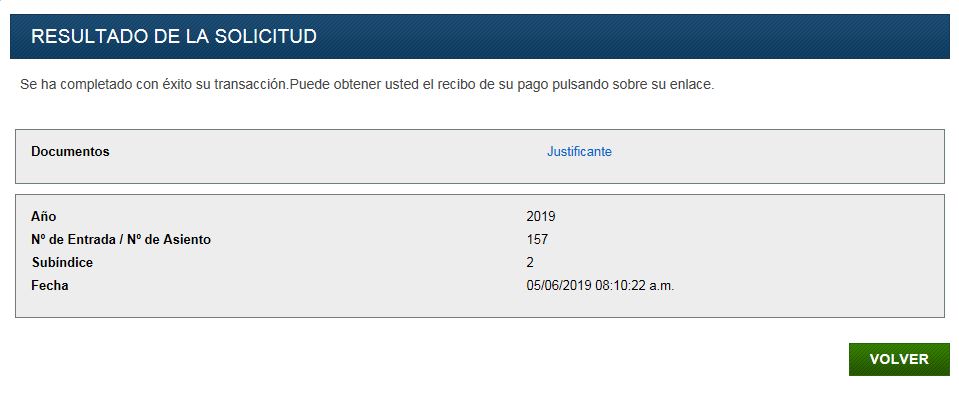 RESULTADO DE LA SOLICITUD
Se ha completado con éxito su transacción.Puede obtener usted el recibo de su pago pulsando sobre su enlace.
Documentos Justificante
Año 2019
Nº de Entrada / Nº de Asiento 157
Subíndice 2
Fecha 05/06/2019 08:10:22 a.m.
VOLVER